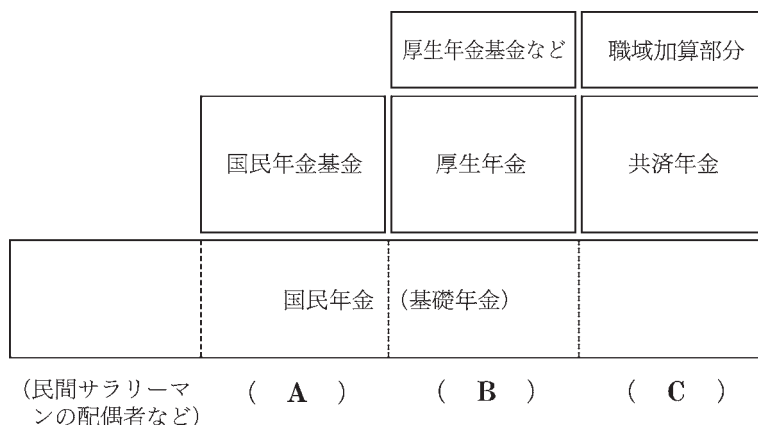 厚生年金基金など
職域加算部分
国民年金基金
厚生年金
共済年金
国民年金(基礎年金)
(民間サラリーマ
ンの配偶者など)
( A )
( B )
( C )